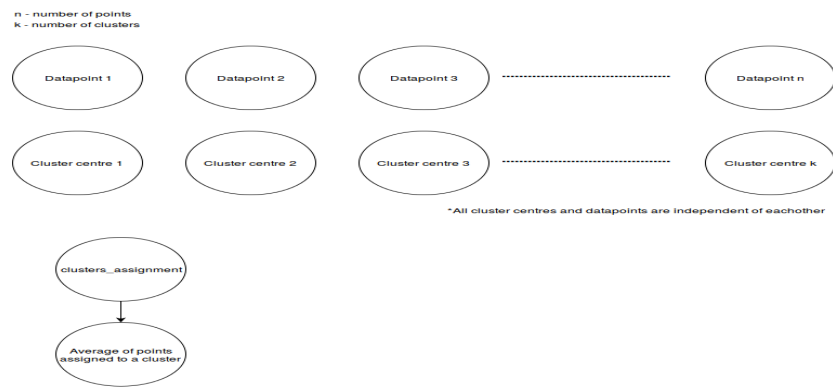 n - number of points
k - number of clusters
Datapoint 1
Datapoint 2
Datapoint 3
Datapoint n
Cluster centre 1
Cluster centre 2
Cluster centre 3
Cluster centre k
*All cluster centres and datapoints are independent of eachother
clusters_assignment
Average of points
assigned to a cluster